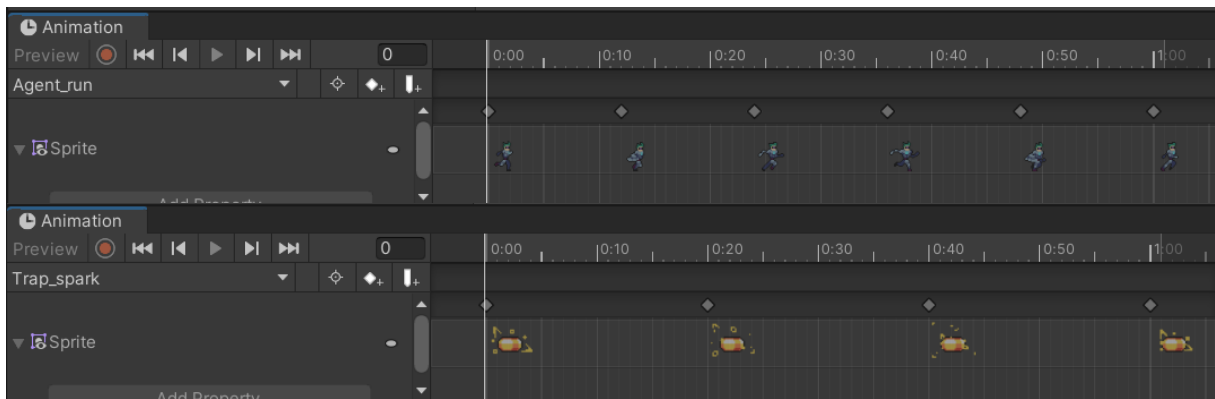 Animation
Preview 0 0:00 0:10 0:20 0:30 0:40 0:50 1:00
Agent_run
Sprite
Add Property
Animation
Preview 0 0:00 0:10 0:20 0:30 0:40 0:50 1:00
Trap_spark
Sprite
Add Property